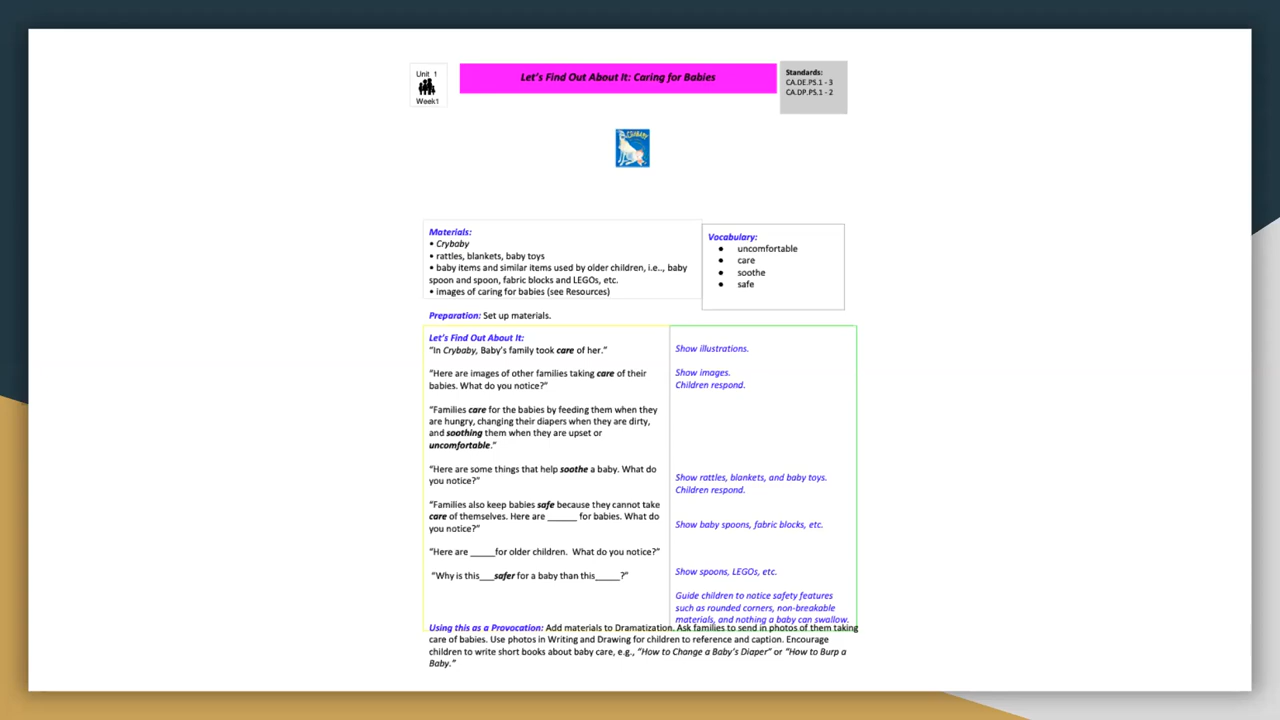 Unit 1
Week1
Let's Find Out About It: Caring for Babies
Standards:
CA.DE.PS.1 - 3
CA.DP.PS.1 - 2
CRYBABY
Materials:
• Crybaby
• rattles, blankets, baby toys
• baby items and similar items used by older children, i.e.., baby
spoon and spoon, fabric blocks and LEGOs, etc.
• images of caring for babies (see Resources)
Vocabulary:
● uncomfortable
● care
● soothe
● safe
Preparation: Set up materials.
Let's Find Out About It:
"In Crybaby, Baby's family took care of her."
Show illustrations.
"Here are images of other families taking care of their
babies. What do you notice?"
Show images.
Children respond.
"Families care for the babies by feeding them when they
are hungry, changing their diapers when they are dirty,
and soothing them when they are upset or
uncomfortable."
"Here are some things that help soothe a baby. What do
you notice?"
Show rattles, blankets, and baby toys.
Children respond.
"Families also keep babies safe because they cannot take
care of themselves. Here are ______ for babies. What do
you notice?"
Show baby spoons, fabric blocks, etc.
"Here are _____for older children. What do you notice?"
Show spoons, LEGOs, etc.
"Why is this___safer for a baby than this_____?"
Guide children to notice safety features
such as rounded corners, non-breakable
materials, and nothing a baby can swallow.
Using this as a Provocation: Add materials to Dramatization. Ask families to send in photos of them taking
care of babies. Use photos in Writing and Drawing for children to reference and caption. Encourage
children to write short books about baby care, e.g., "How to Change a Baby's Diaper" or "How to Burp a
Baby."